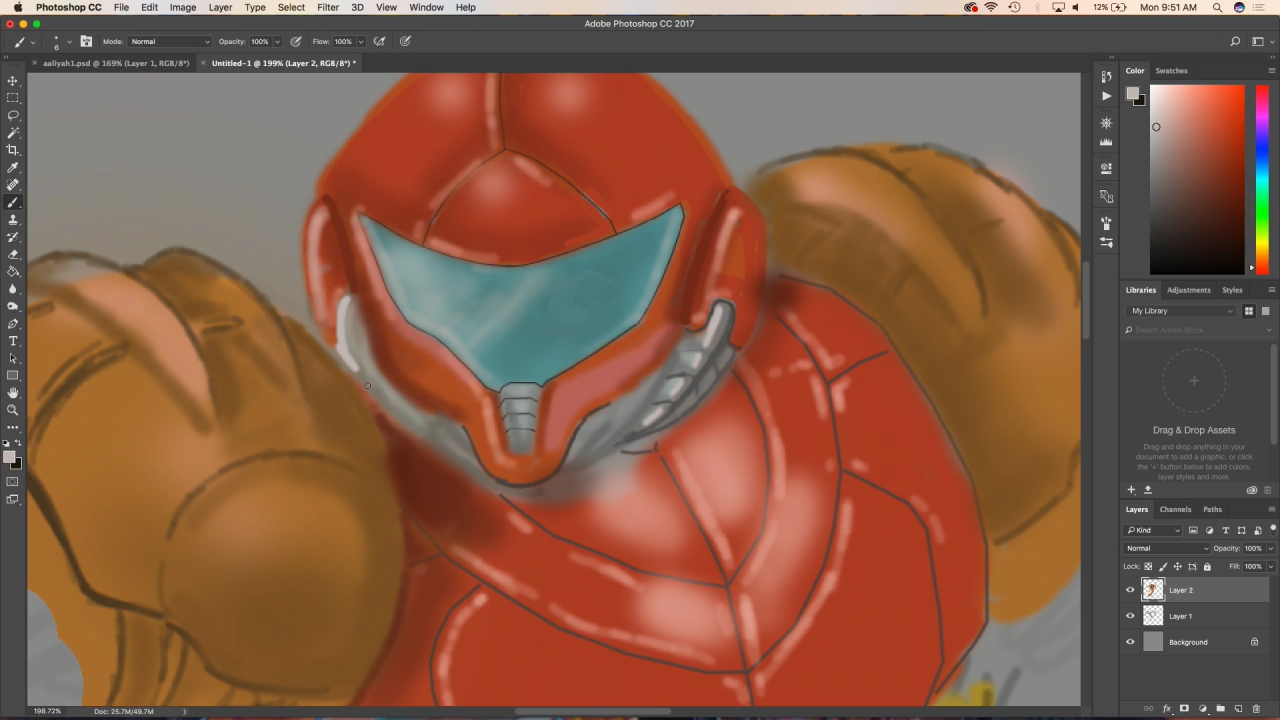 Photoshop CC File Edit Image Layer Type Select Filter 3D View Window Help 12% Mon 9:51 AM
Adobe Photoshop CC 2017
6 Mode: Normal Opacity: 100% Flow: 100%
× aaliyah1.psd @ 169% (Layer 1, RGB/8*) × Untitled-1 @ 199% (Layer 2, RGB/8*) *
Color Swatches
Libraries Adjustments Styles
My Library
Search Adobe Stock
Drag & Drop Assets
Drag and drop anything in your
document to add a graphic, or click
the '+' button below to add colors,
layer styles and more.
Layers Channels Paths
Kind
Normal Opacity: 100%
Lock: Fill: 100%
Layer 2
Layer 1
Background
fx
198.72% Doc: 25.7M/49.7M